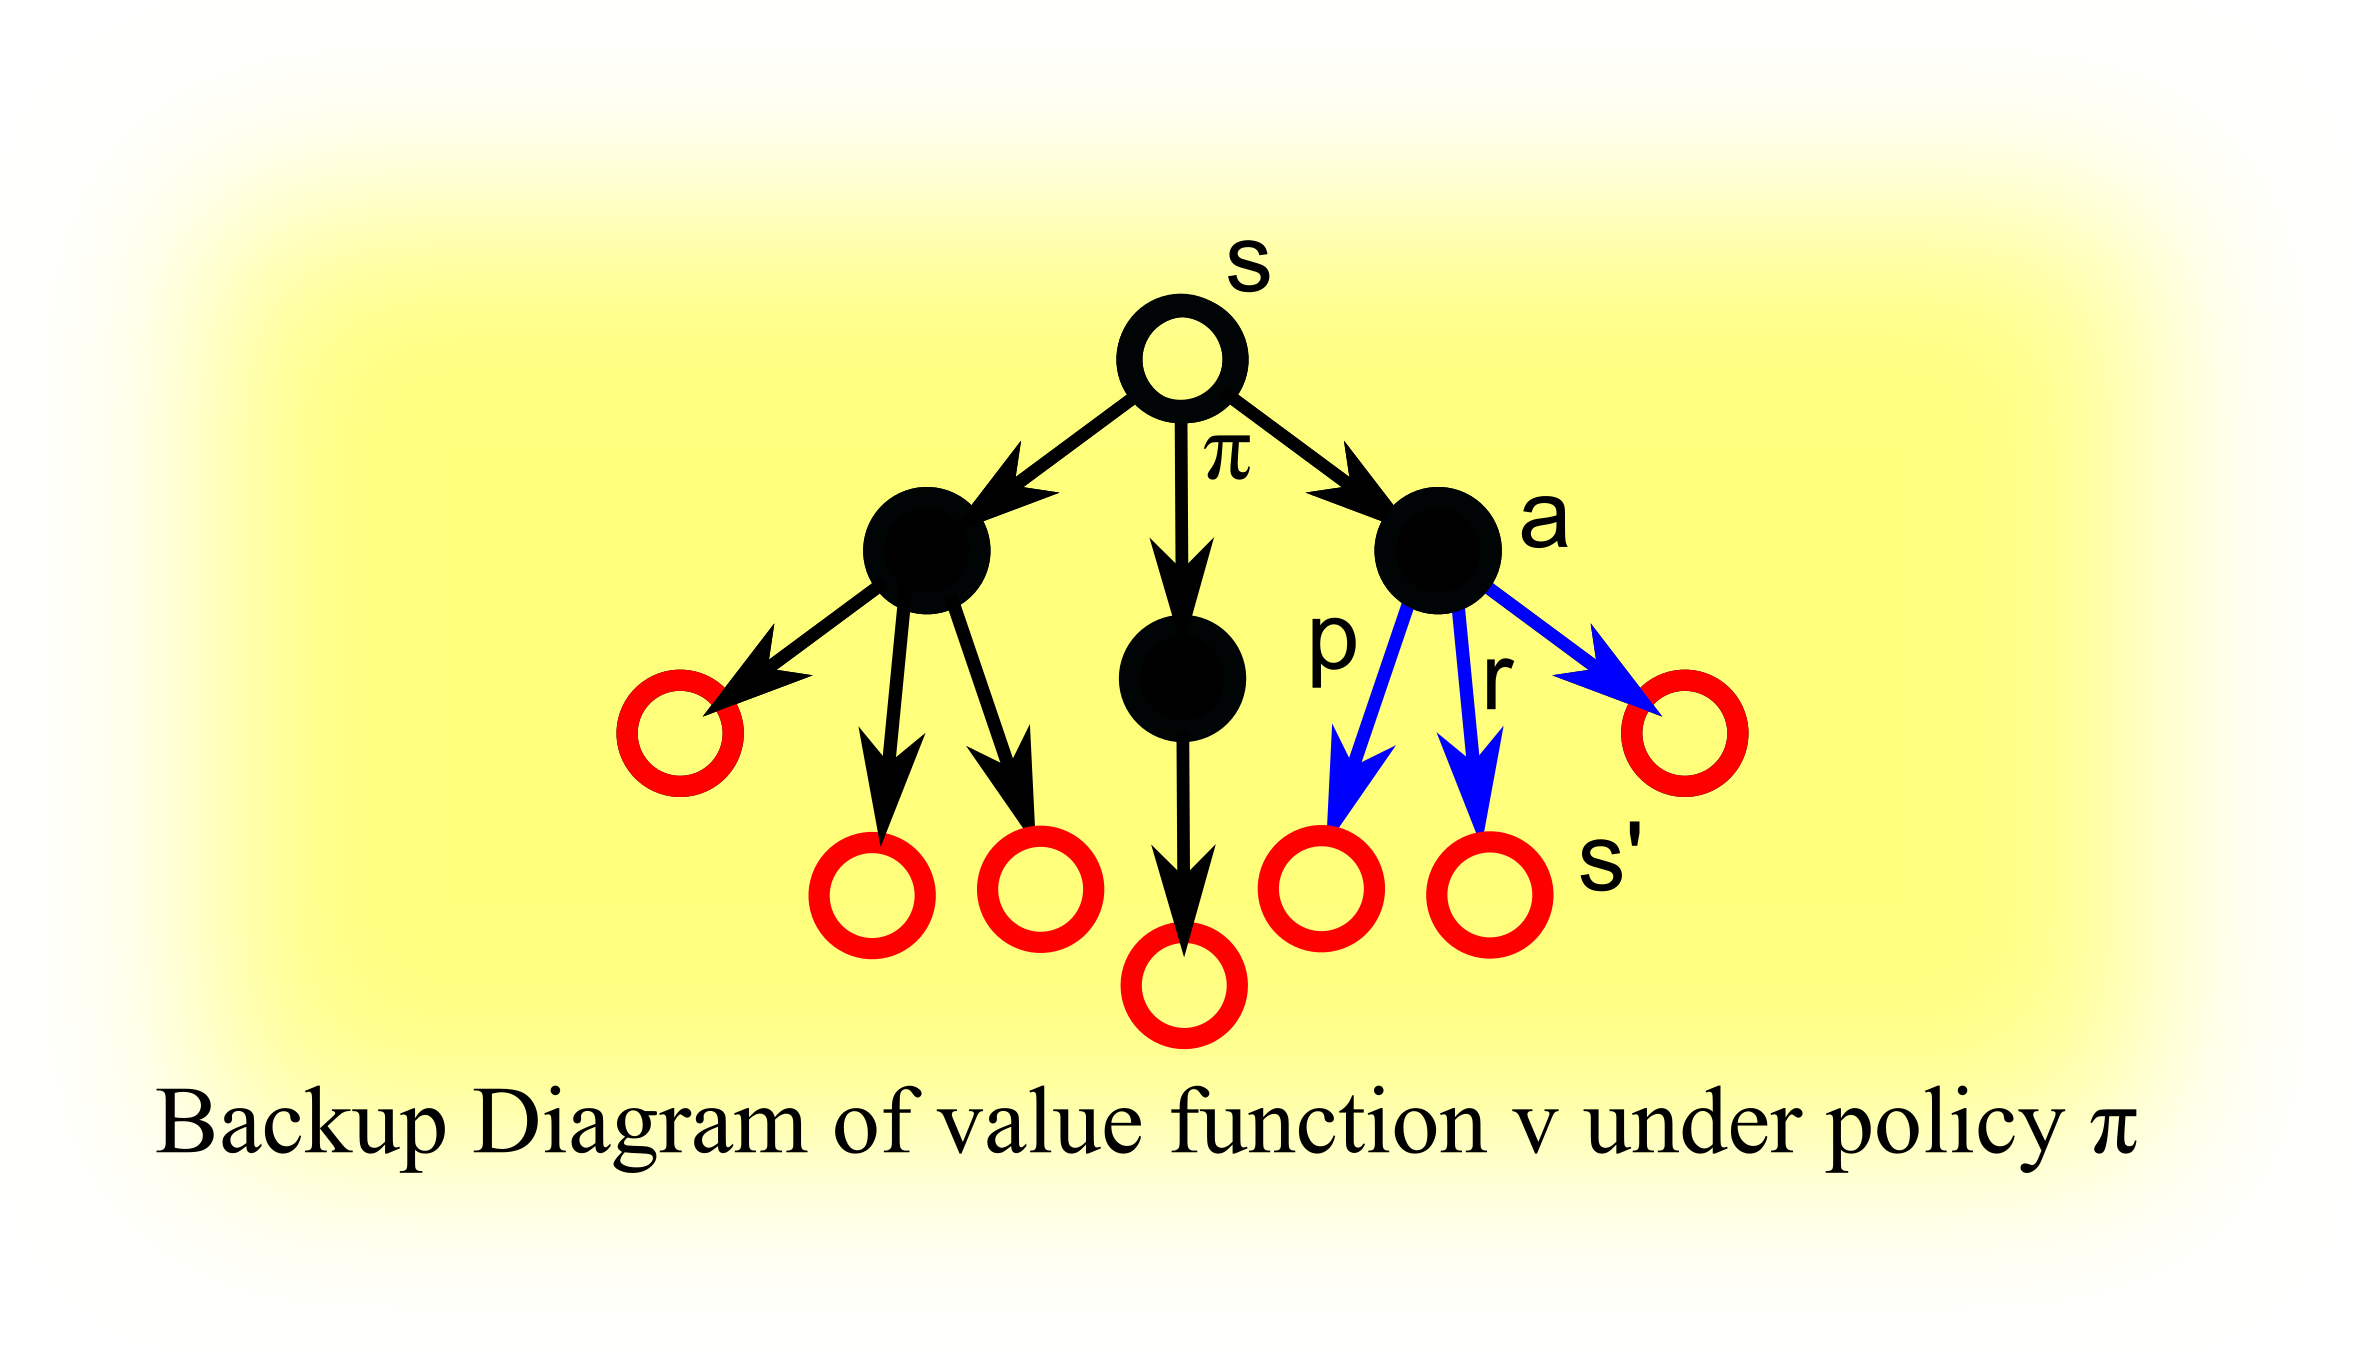 s
π
a
p
r
s'
Backup Diagram of value function v under policy π